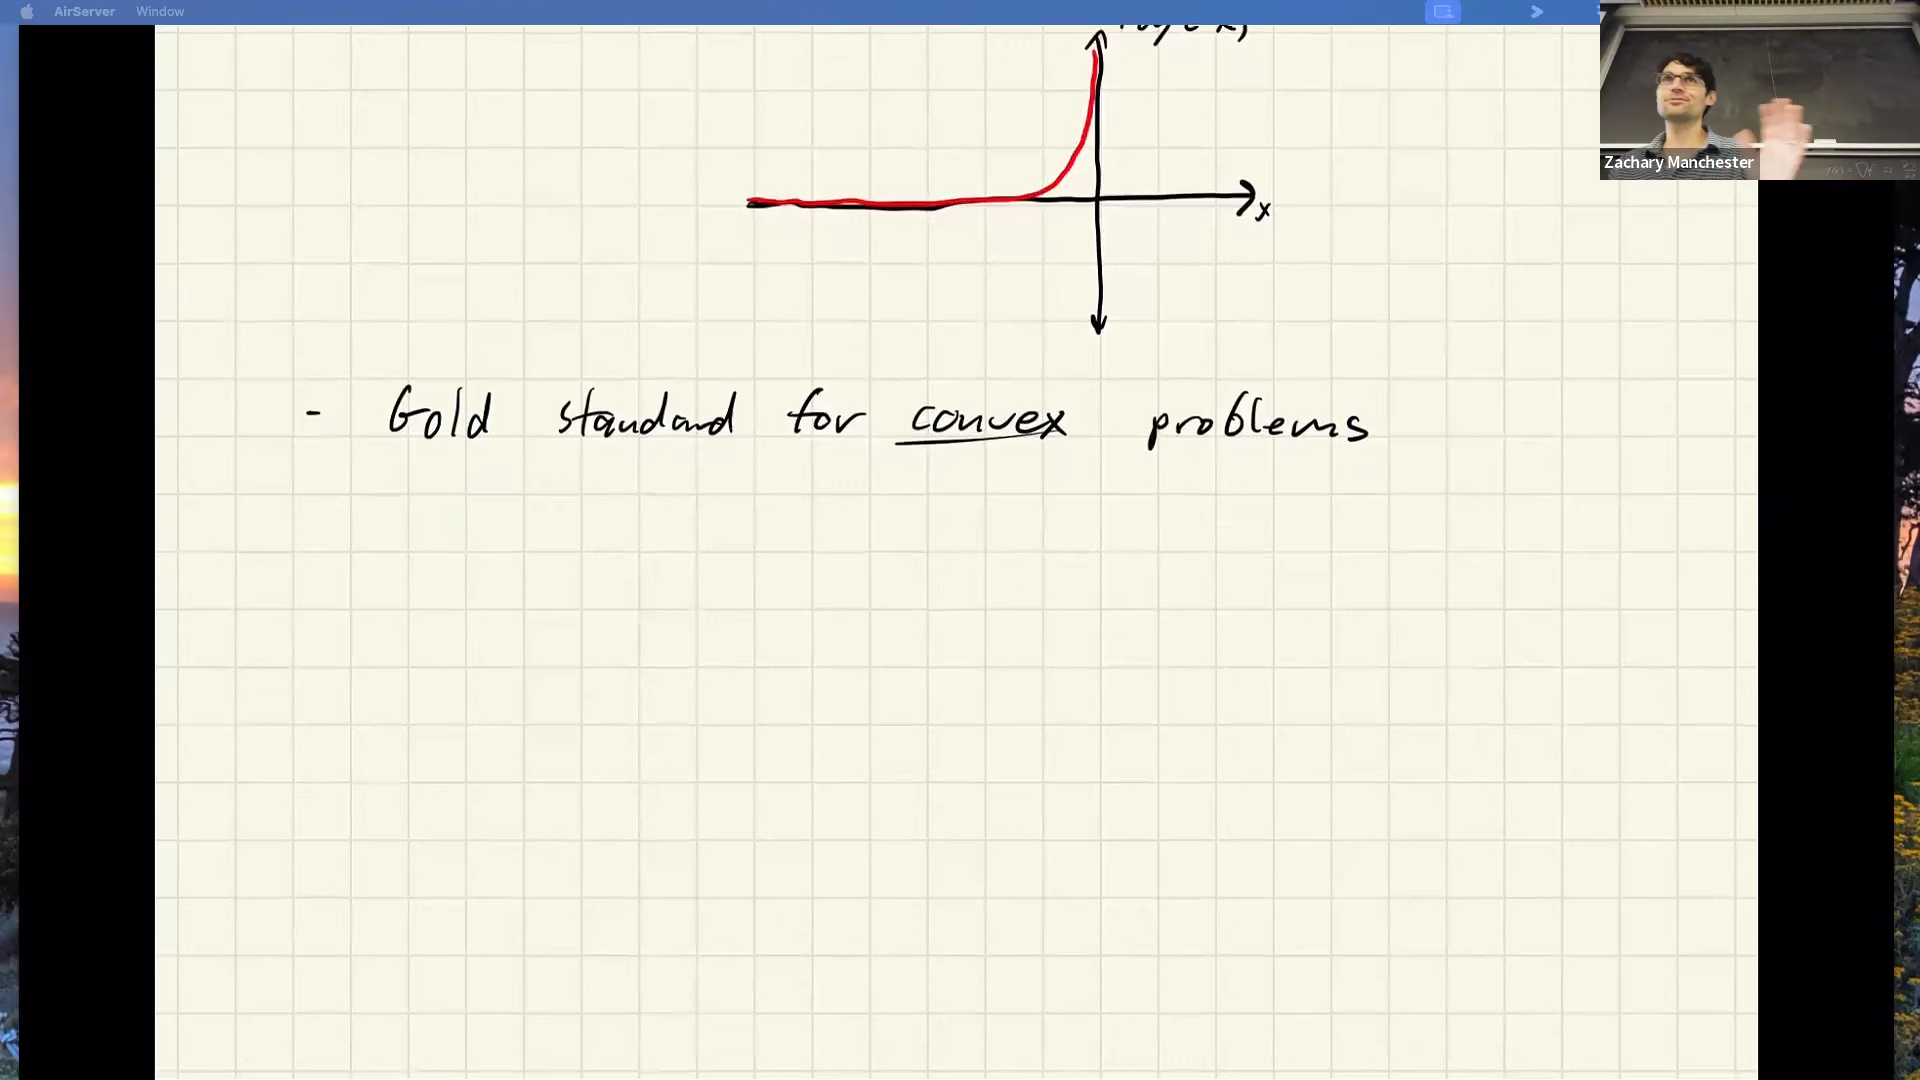 AirServer Window
Zachary Manchester
x
- Gold standard for convex problems